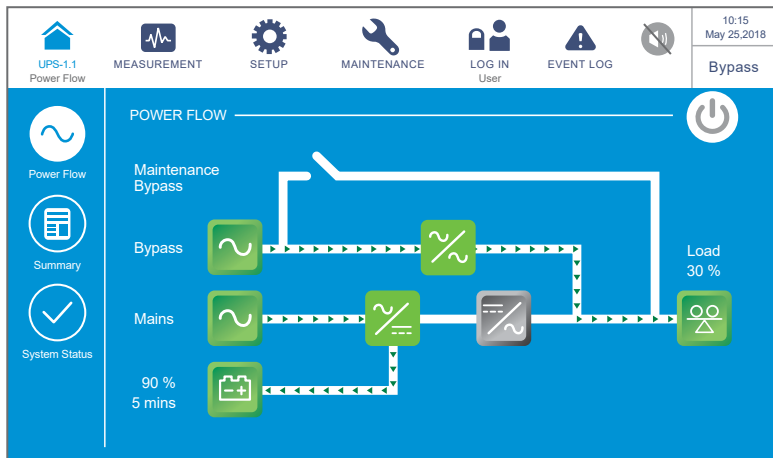 UPS-1.1
Power Flow
MEASUREMENT
SETUP
MAINTENANCE
LOG IN
User
EVENT LOG
10:15
May 25,2018
Bypass
POWER FLOW
Power Flow
Summary
System Status
Maintenance
Bypass
Bypass
Load
30 %
Mains
90 %
5 mins